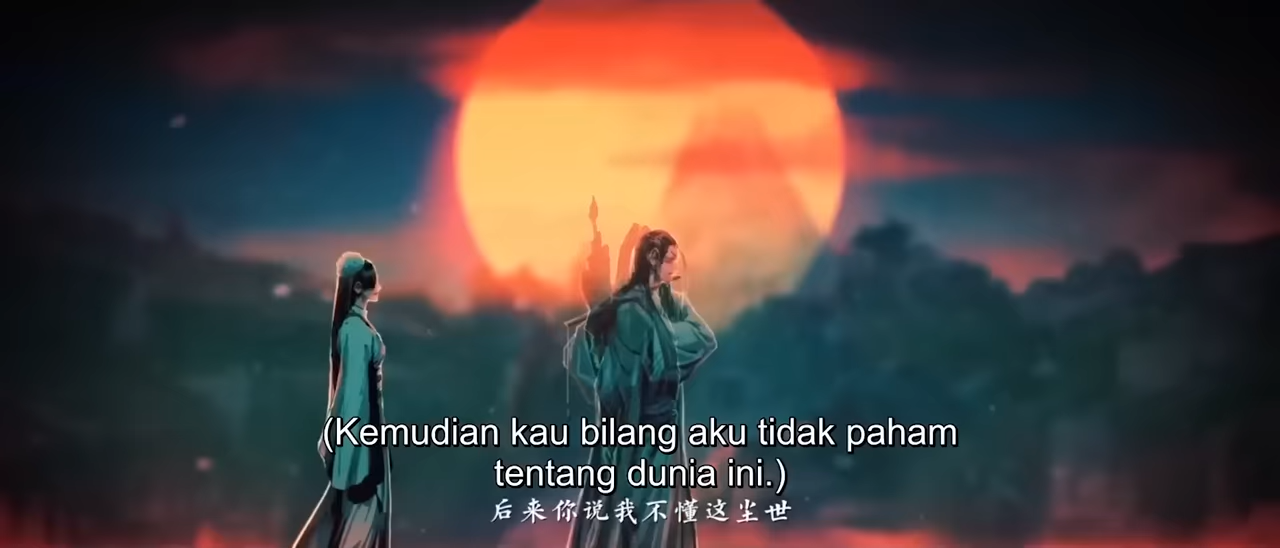 (Kemudian kau bilang aku tidak paham
tentang dunia ini.)
后来你说我不懂这尘世